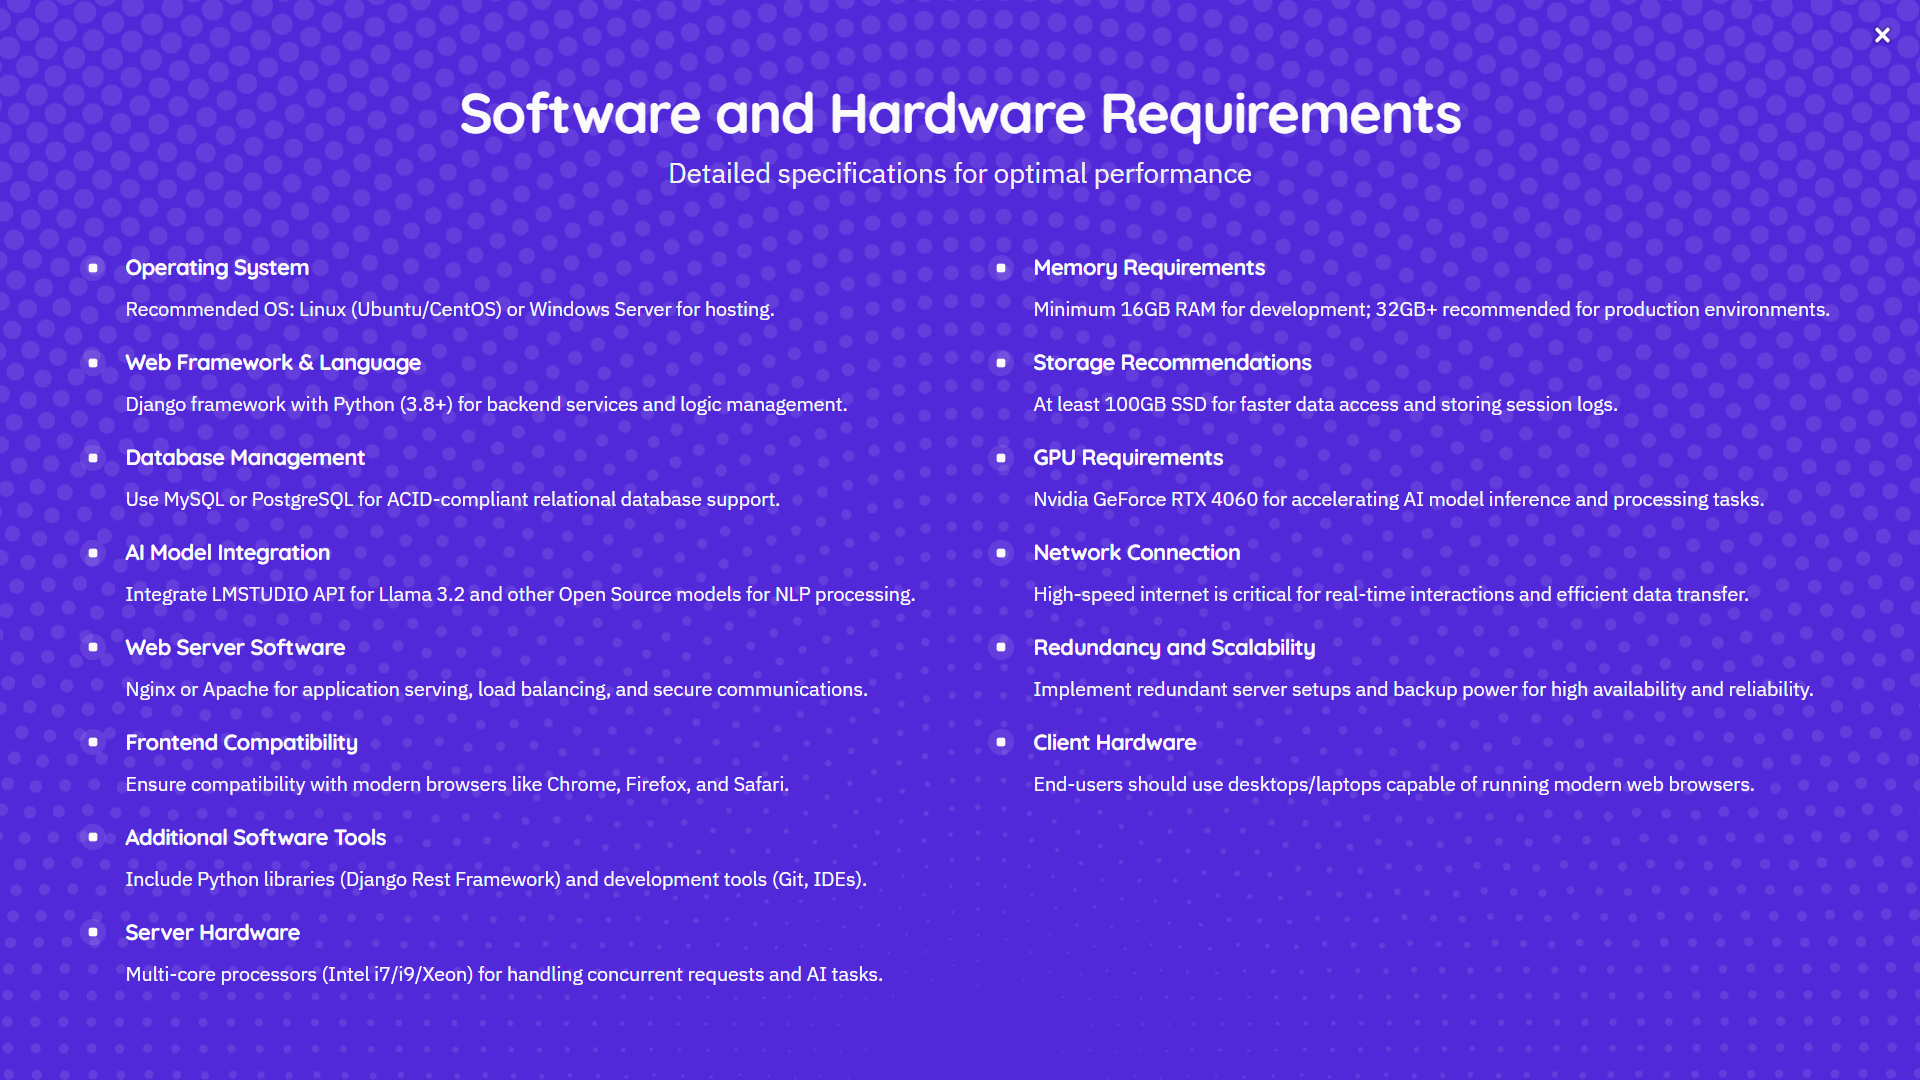 Software and Hardware Requirements
Detailed specifications for optimal performance
Operating System
Recommended OS: Linux (Ubuntu/CentOS) or Windows Server for hosting.
Web Framework & Language
Django framework with Python (3.8+) for backend services and logic management.
Database Management
Use MySQL or PostgreSQL for ACID-compliant relational database support.
AI Model Integration
Integrate LMSTUDIO API for Llama 3.2 and other Open Source models for NLP processing.
Web Server Software
Nginx or Apache for application serving, load balancing, and secure communications.
Frontend Compatibility
Ensure compatibility with modern browsers like Chrome, Firefox, and Safari.
Additional Software Tools
Include Python libraries (Django Rest Framework) and development tools (Git, IDEs).
Server Hardware
Multi-core processors (Intel i7/i9/Xeon) for handling concurrent requests and AI tasks.
Memory Requirements
Minimum 16GB RAM for development; 32GB+ recommended for production environments.
Storage Recommendations
At least 100GB SSD for faster data access and storing session logs.
GPU Requirements
Nvidia GeForce RTX 4060 for accelerating AI model inference and processing tasks.
Network Connection
High-speed internet is critical for real-time interactions and efficient data transfer.
Redundancy and Scalability
Implement redundant server setups and backup power for high availability and reliability.
Client Hardware
End-users should use desktops/laptops capable of running modern web browsers.